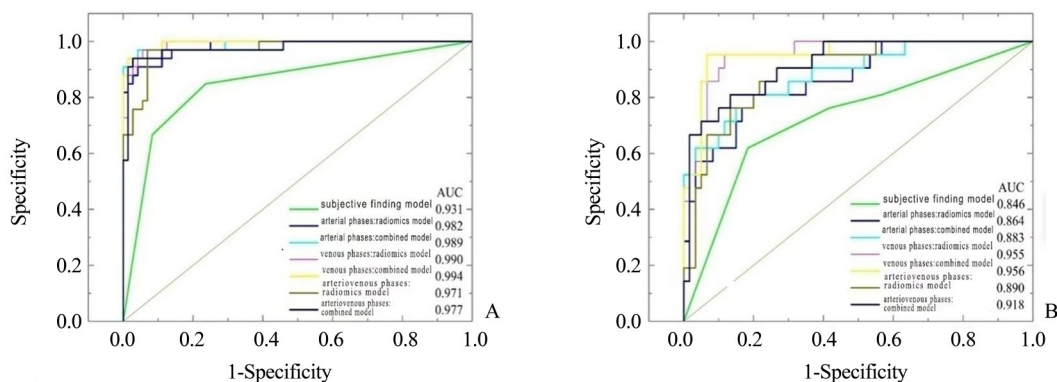 1.0
0.8
0.6
0.4
0.2
0.0
Specificity
0.0 0.2 0.4 0.6 0.8 1.0
1-Specificity
AUC
subjective finding model 0.931
arterial phases:radiomics model 0.982
arterial phases:combined model 0.989
venous phases:radiomics model 0.990
venous phases:combined model 0.994
arteriovenous phases:
radiomics model 0.971
arteriovenous phases:
combined model 0.977
A
1.0
0.8
0.6
0.4
0.2
0.0
Specificity
0.0 0.2 0.4 0.6 0.8 1.0
1-Specificity
AUC
subjective finding model 0.846
arterial phases:radiomics model 0.864
arterial phases:combined model 0.883
venous phases:radiomics model 0.955
venous phases:combined model 0.956
arteriovenous phases:
radiomics model 0.890
arteriovenous phases:
combined model 0.918
B